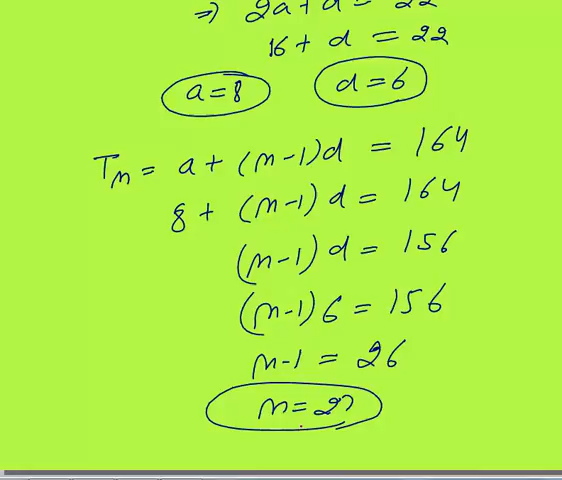 ⇒ 2a + d = 22
16 + d = 22
a = 8 d = 6
Tm = a + (m-1)d = 164
8 + (m-1) d = 164
(m-1) d = 156
(m-1) 6 = 156
m-1 = 26
m = 27